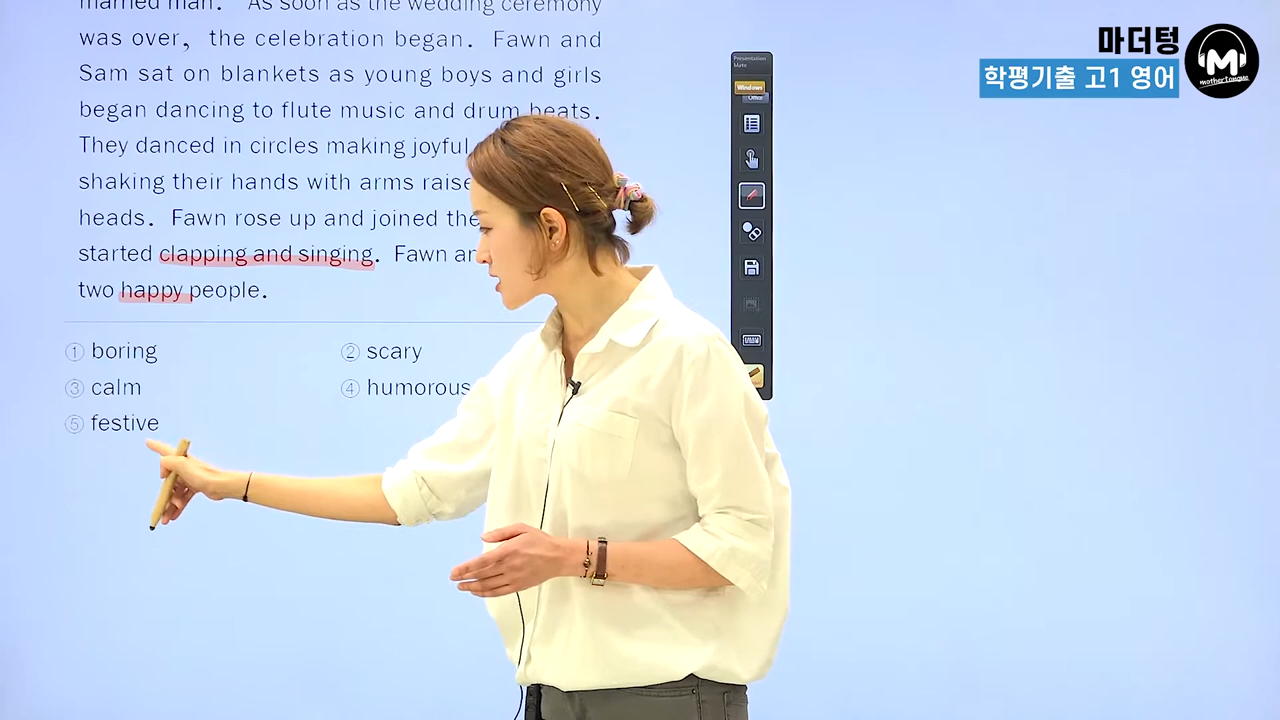 married man. As soon as the wedding ceremony
was over, the celebration began. Fawn and
Sam sat on blankets as young boys and girls
began dancing to flute music and drum beats.
They danced in circles making joyful
shaking their hands with arms raise
heads. Fawn rose up and joined the
started clapping and singing. Fawn an
two happy people.
① boring
② scary
③ calm
④ humorous
⑤ festive
Presentation
Mate
Windows
Office
마더텅
학평기출 고1 영어
M
mothertongue